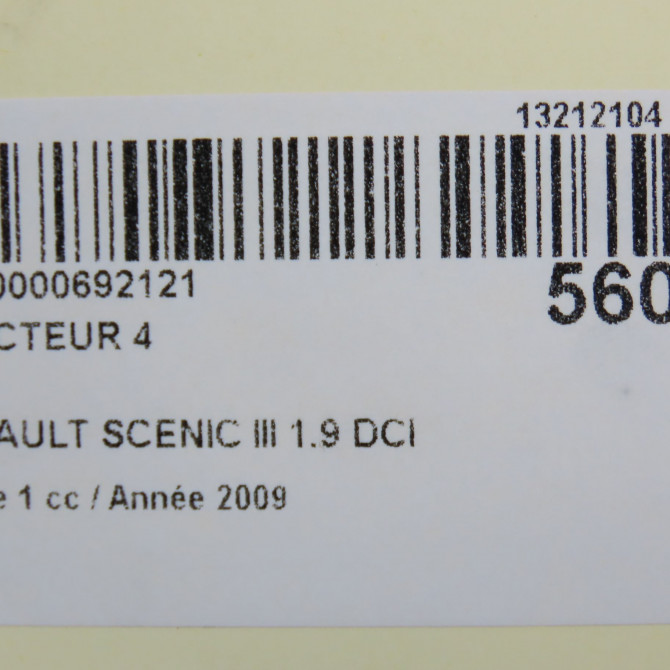 13212104
0000692121
560
CTEUR 4
AULT SCENIC III 1.9 DCI
e 1 cc / Année 2009